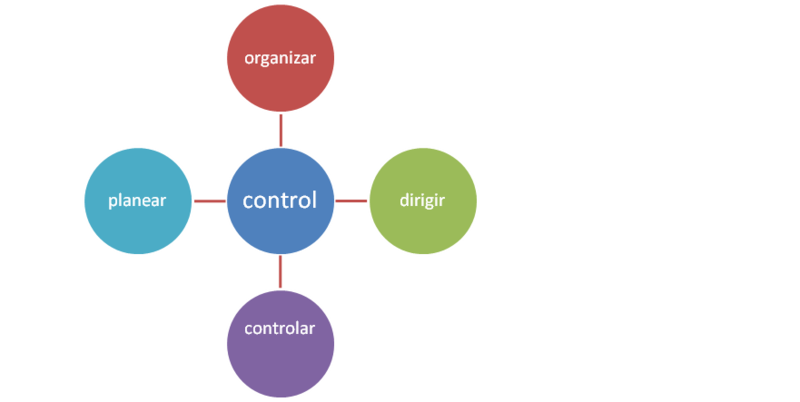 organizar
planear
control
dirigir
controlar